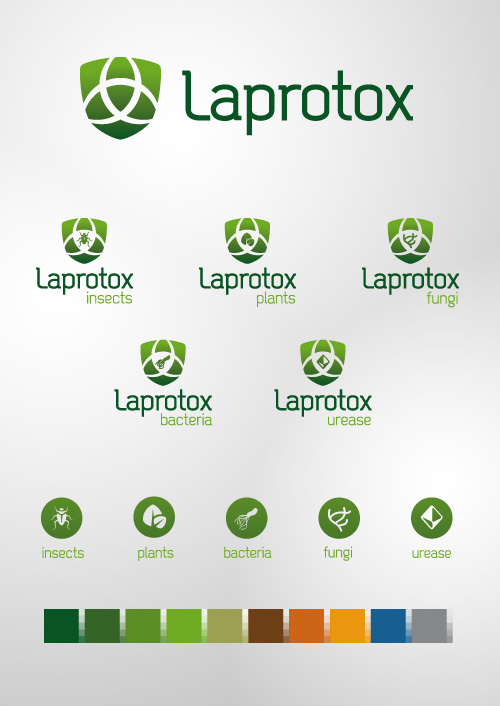 Laprotox
Laprotox
insects
Laprotox
plants
Laprotox
fungi
Laprotox
bacteria
Laprotox
urease
insects
plants
bacteria
fungi
urease